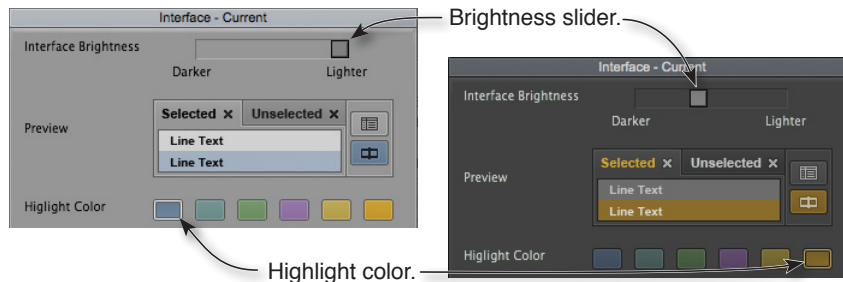 Interface - Current
Brightness slider.
Interface Brightness
Darker Lighter
Preview
Selected × Unselected ×
Line Text
Line Text
Higlight Color
Interface - Current
Interface Brightness
Darker Lighter
Preview
Selected × Unselected ×
Line Text
Line Text
Higlight Color
Highlight color.